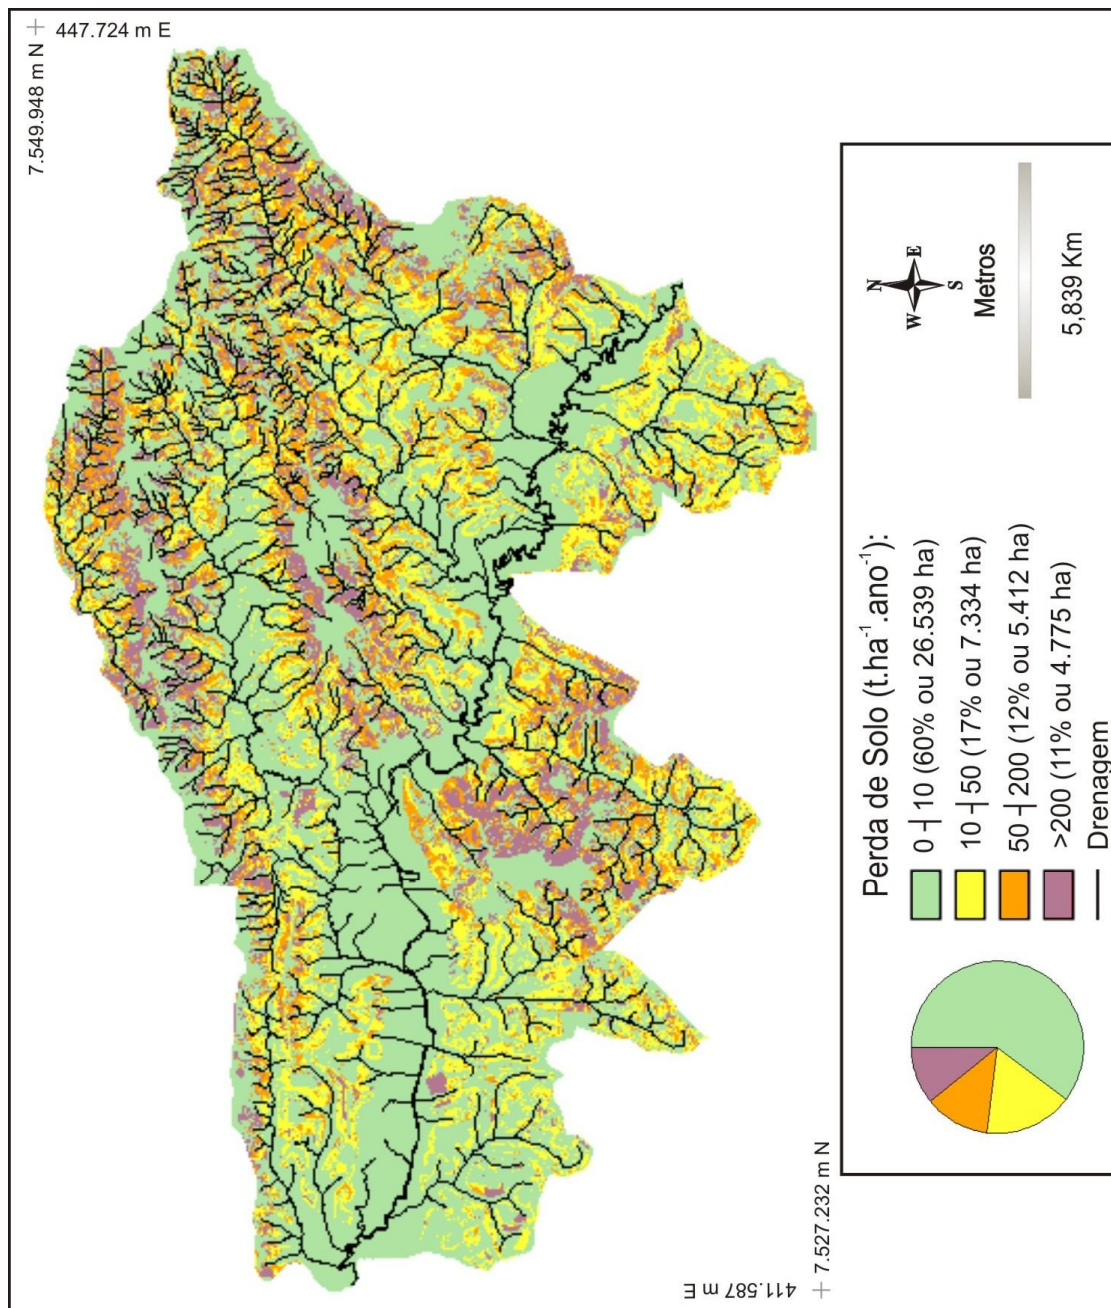 7.549.948 m N
447.724 m E
411.587 m E
7.527.232 m N
Perda de Solo (t.ha⁻¹.ano⁻¹):
0 ┤ 10 (60% ou 26.539 ha)
10 ┤ 50 (17% ou 7.334 ha)
50 ┤ 200 (12% ou 5.412 ha)
>200 (11% ou 4.775 ha)
Drenagem
N
W E
S
Metros
5,839 Km